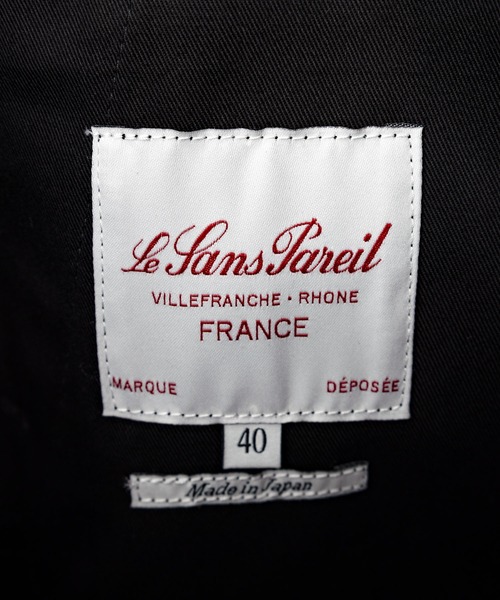 Le Sans Pareil
VILLEFRANCHE · RHONE
FRANCE
MARQUE DÉPOSÉE
40
Made in Japan